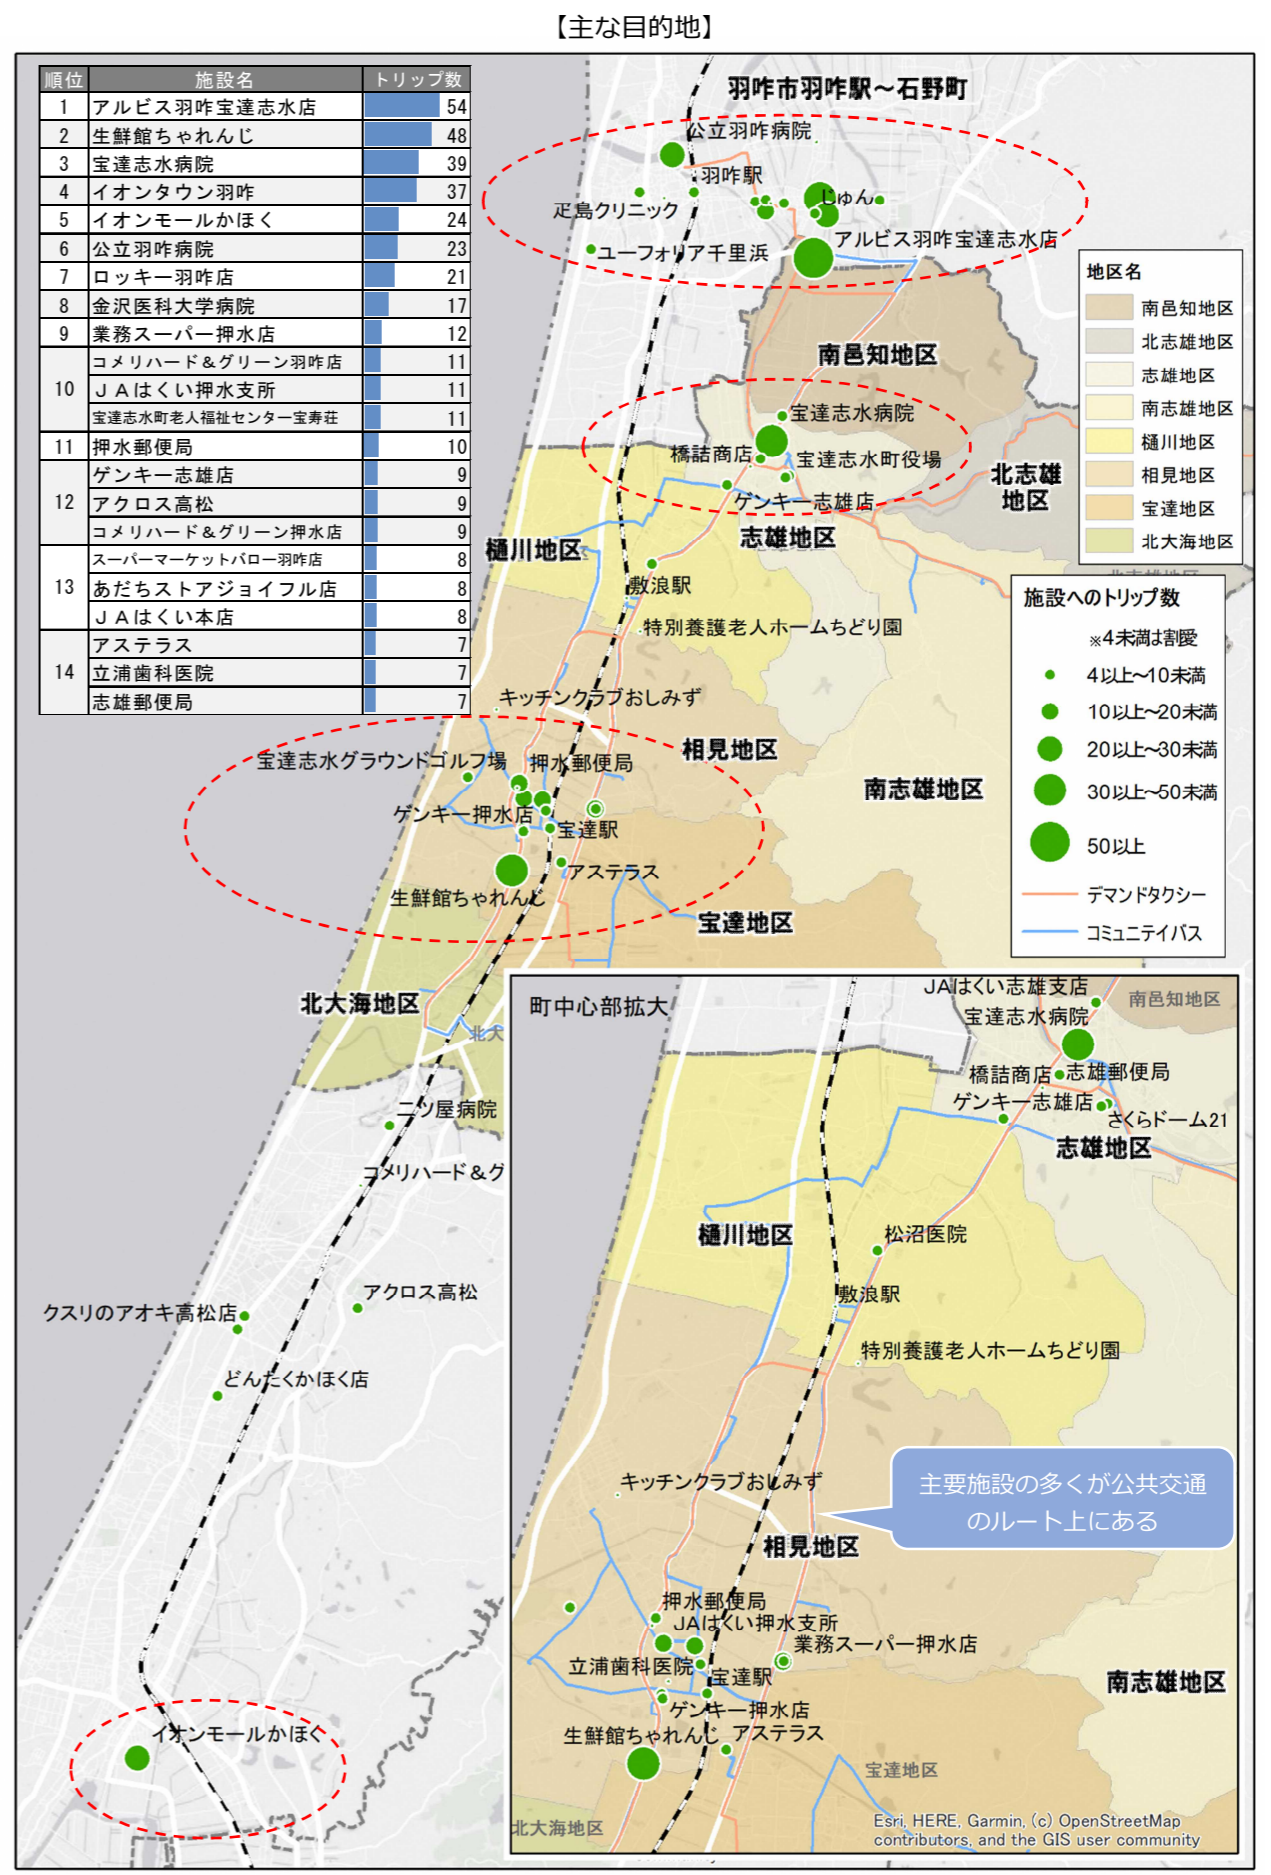 【主な目的地】
順位 施設名 トリップ数
1 アルビス羽咋宝達志水店 54
2 生鮮館ちゃれんじ 48
3 宝達志水病院 39
4 イオンタウン羽咋 37
5 イオンモールかほく 24
6 公立羽咋病院 23
7 ロッキー羽咋店 21
8 金沢医科大学病院 17
9 業務スーパー押水店 12
10 コメリハード＆グリーン羽咋店 11
ＪＡはくい押水支所 11
宝達志水町老人福祉センター宝寿荘 11
11 押水郵便局 10
12 ゲンキー志雄店 9
アクロス高松 9
コメリハード＆グリーン押水店 9
13 スーパーマーケットバロー羽咋店 8
あだちストアジョイフル店 8
ＪＡはくい本店 8
14 アステラス 7
立浦歯科医院 7
志雄郵便局 7
羽咋市羽咋駅～石野町
公立羽咋病院
羽咋駅
疋島クリニック
じゅん
ユーフォリア千里浜
アルビス羽咋宝達志水店
南邑知地区
宝達志水病院
橋詰商店
宝達志水町役場
ゲンキー志雄店
北志雄
地区
志雄地区
樋川地区
敷浪駅
特別養護老人ホームちどり園
キッチンクラブおしみず
相見地区
宝達志水グラウンドゴルフ場
押水郵便局
南志雄地区
ゲンキー押水店
宝達駅
アステラス
生鮮館ちゃれんじ
宝達地区
北大海地区
北大
二ツ屋病院
コメリハード＆グ
アクロス高松
クスリのアオキ高松店
どんたくかほく店
イオンモールかほく
地区名
南邑知地区
北志雄地区
志雄地区
南志雄地区
樋川地区
相見地区
宝達地区
北大海地区
北志雄地区
施設へのトリップ数
※4未満は割愛
4以上～10未満
10以上～20未満
20以上～30未満
30以上～50未満
50以上
デマンドタクシー
コミュニテイバス
町中心部拡大
JAはくい志雄支店
南邑知地区
宝達志水病院
橋詰商店
志雄郵便局
ゲンキー志雄店
さくらドーム21
志雄地区
樋川地区
松沼医院
敷浪駅
特別養護老人ホームちどり園
キッチンクラブおしみず
主要施設の多くが公共交通
のルート上にある
相見地区
押水郵便局
JAはくい押水支所
業務スーパー押水店
立浦歯科医院
宝達駅
南志雄地区
ゲンキー押水店
生鮮館ちゃれんじ
アステラス
宝達地区
北大海地区
Esri, HERE, Garmin, (c) OpenStreetMap
contributors, and the GIS user community